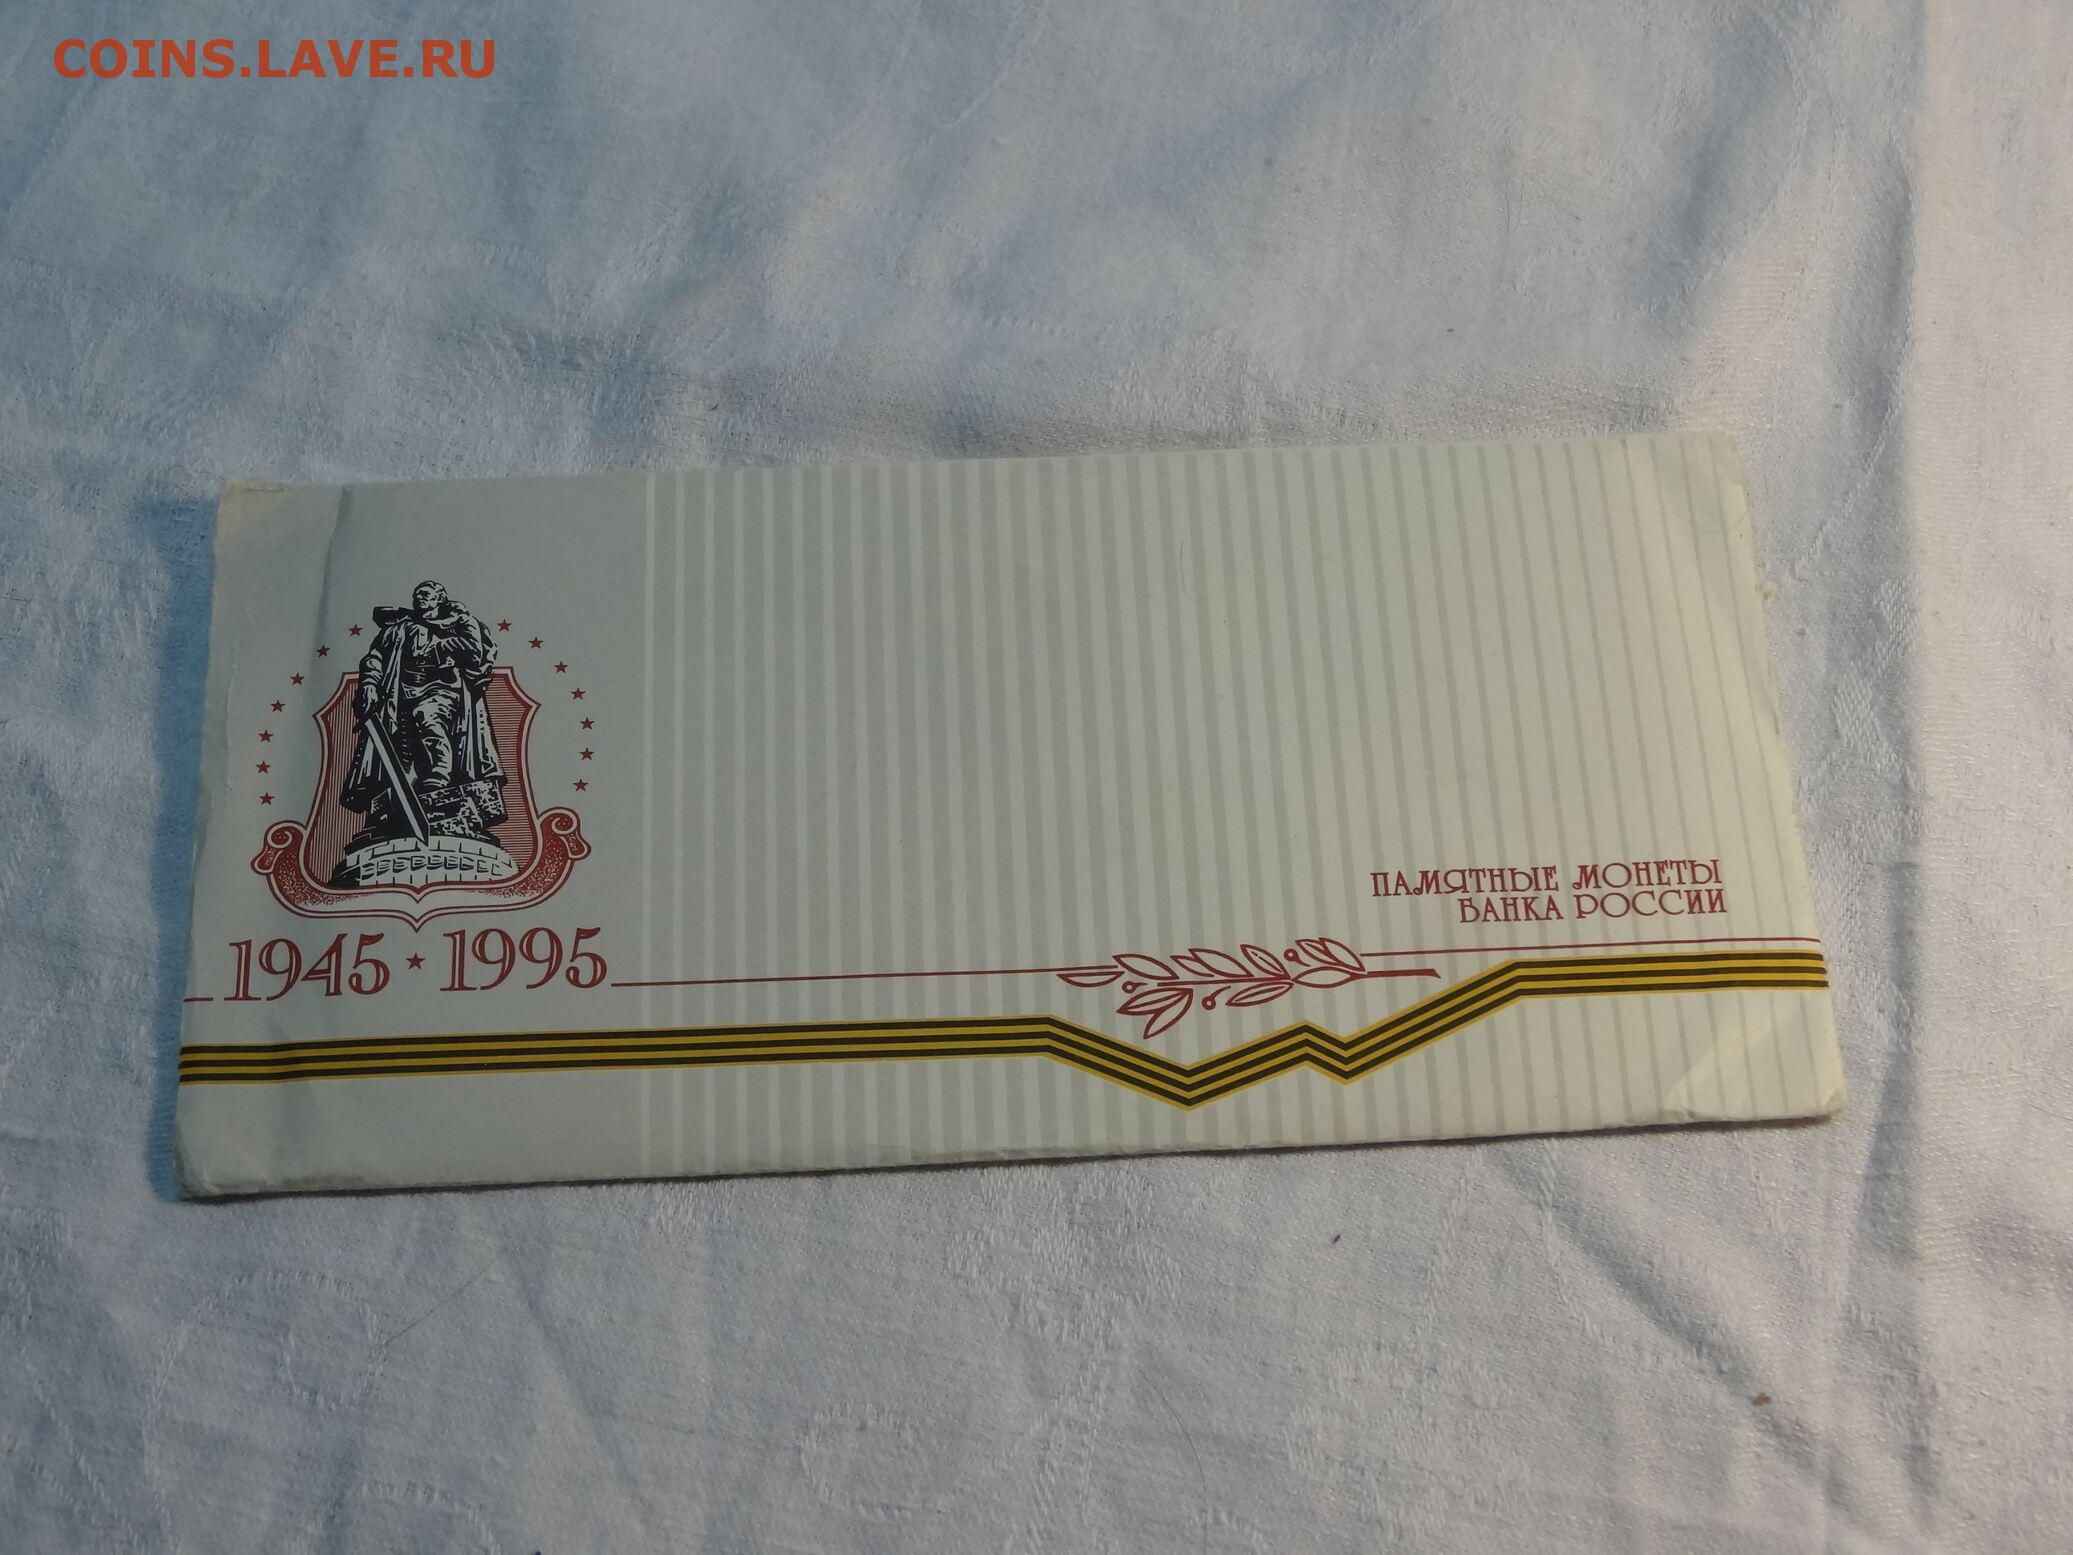 COINS.LAVE.RU
ПАМЯТНЫЕ МОНЕТЫ
БАНКА РОССИИ
1945 ★ 1995